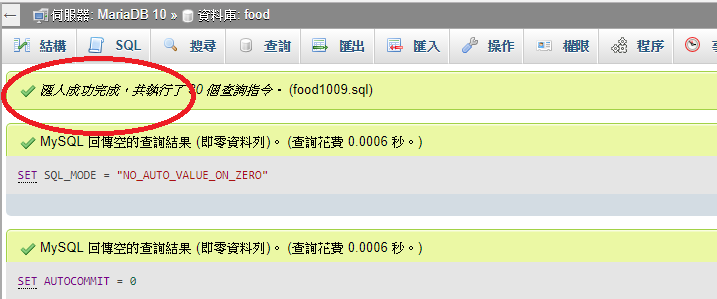 伺服器: MariaDB 10 » 資料庫: food
結構 SQL 搜尋 查詢 匯出 匯入 操作 權限 程序
匯入成功完成，共執行了 個查詢指令。 (food1009.sql)
MySQL 回傳空的查詢結果 (即零資料列)。 (查詢花費 0.0006 秒。)
SET SQL_MODE = "NO_AUTO_VALUE_ON_ZERO"
MySQL 回傳空的查詢結果 (即零資料列)。 (查詢花費 0.0006 秒。)
SET AUTOCOMMIT = 0